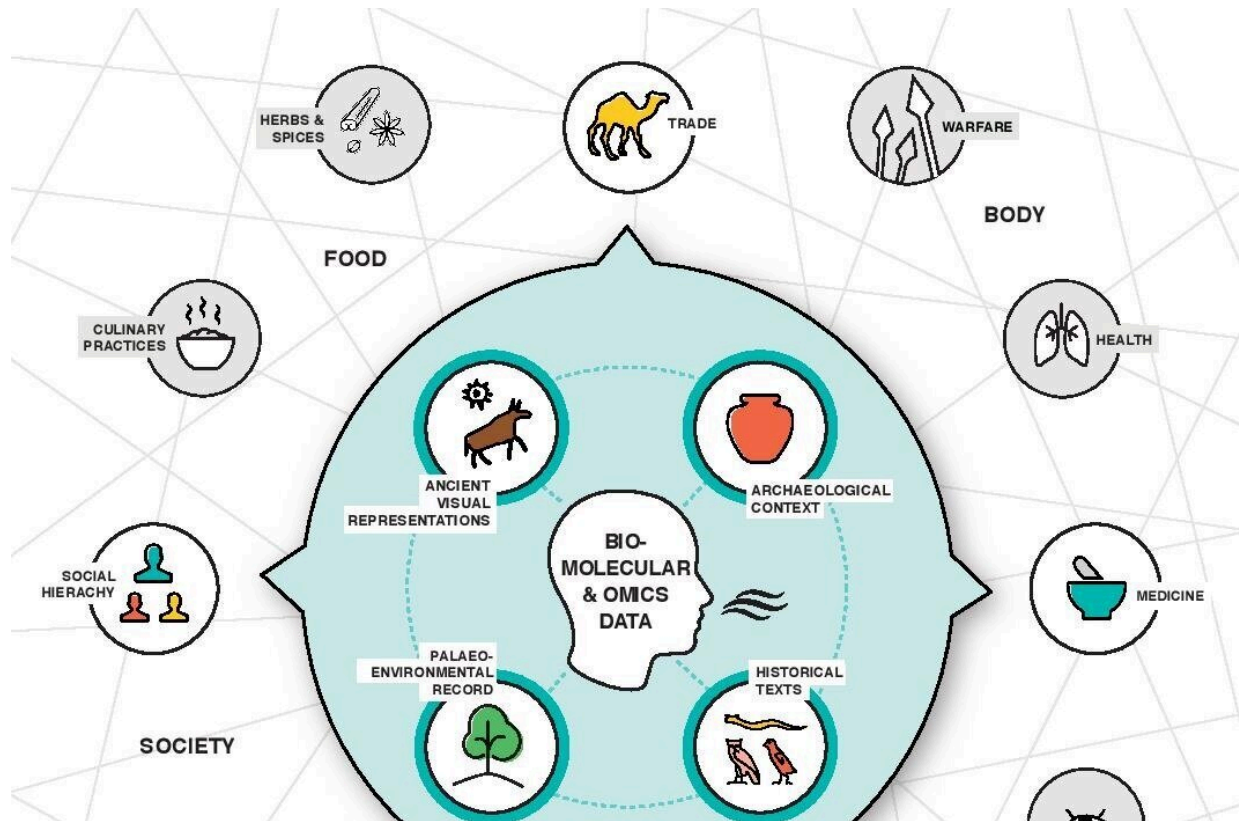 HERBS &
SPICES
TRADE
WARFARE
BODY
FOOD
CULINARY
PRACTICES
HEALTH
ANCIENT
VISUAL
REPRESENTATIONS
ARCHAEOLOGICAL
CONTEXT
BIO-
MOLECULAR
& OMICS
DATA
SOCIAL
HIERACHY
MEDICINE
PALAEO-
ENVIRONMENTAL
RECORD
HISTORICAL
TEXTS
SOCIETY